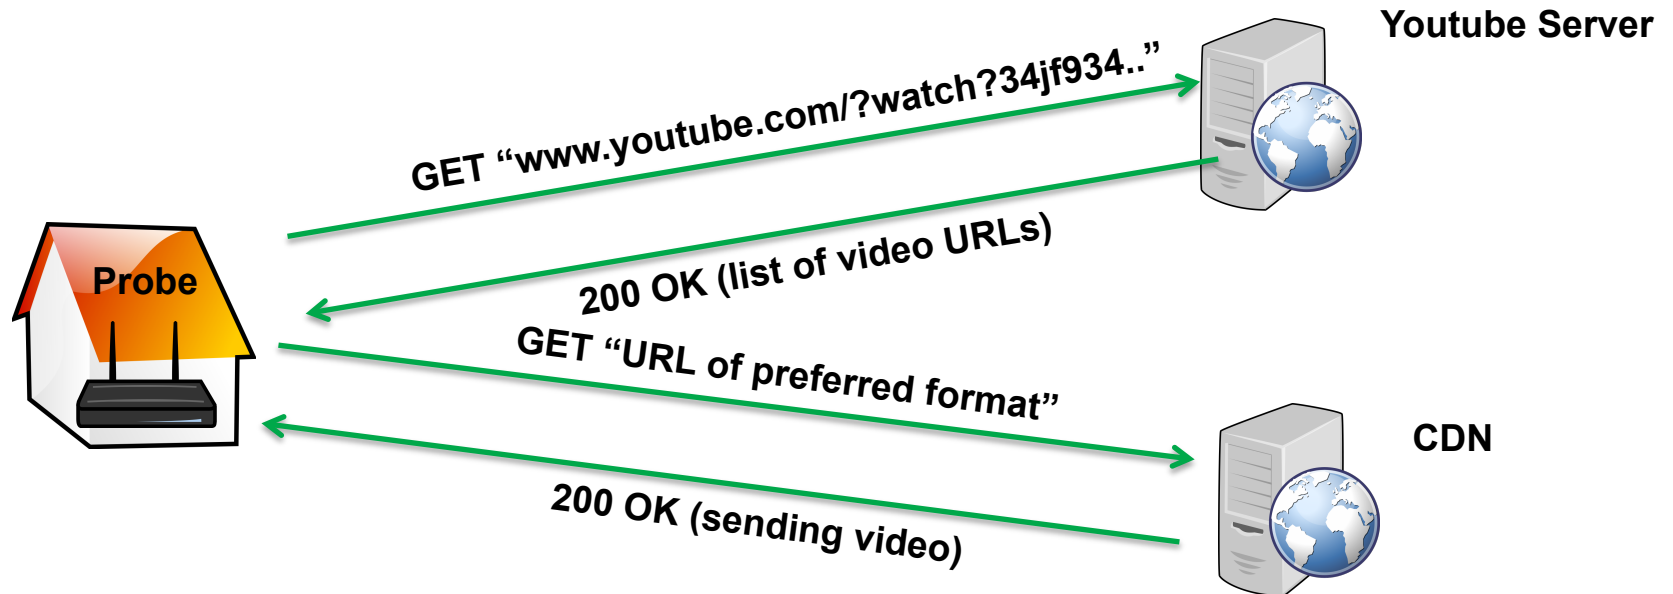 Youtube Server
GET “www.youtube.com/?watch?34jf934..”
200 OK (list of video URLs)
Probe
GET “URL of preferred format”
CDN
200 OK (sending video)